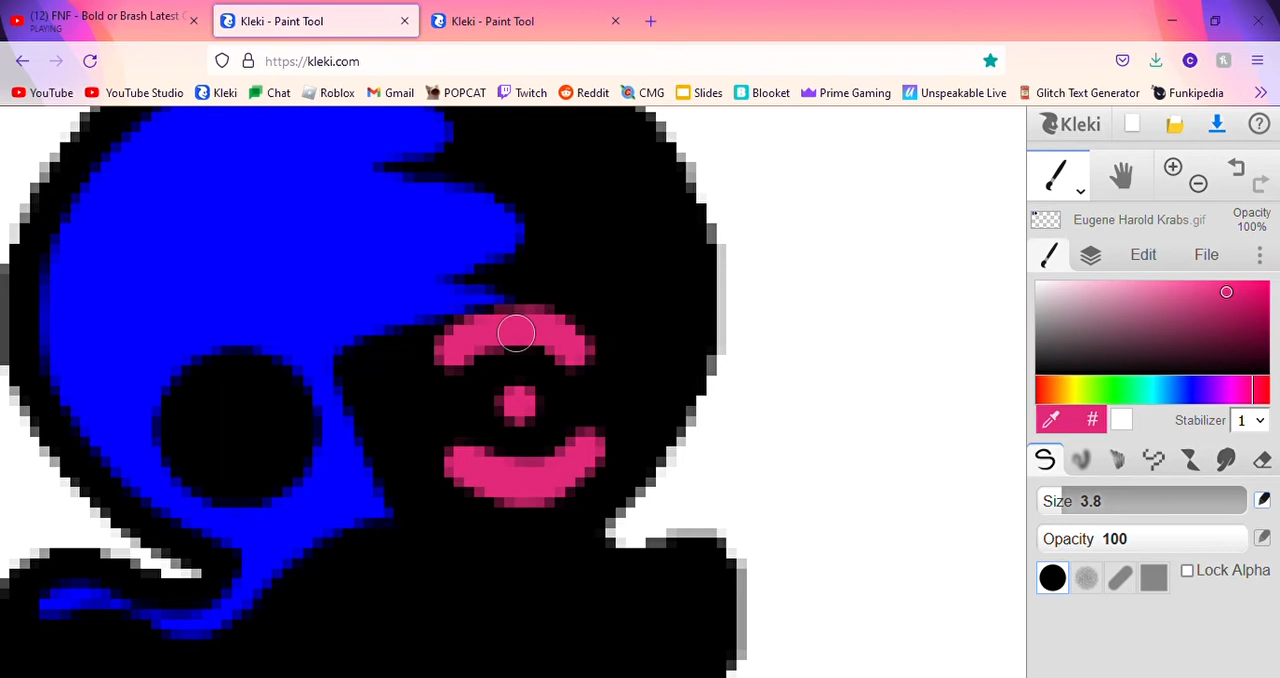 (12) FNF - Bold or Brash Latest
PLAYING
Kleki - Paint Tool
Kleki - Paint Tool
https://kleki.com
YouTube YouTube Studio Kleki Chat Roblox Gmail POPCAT Twitch Reddit CMG Slides Blooket Prime Gaming Unspeakable Live Glitch Text Generator Funkipedia
Kleki
Eugene Harold Krabs.gif
Opacity
100%
Edit File
#
Stabilizer 1
Size 3.8
Opacity 100
Lock Alpha